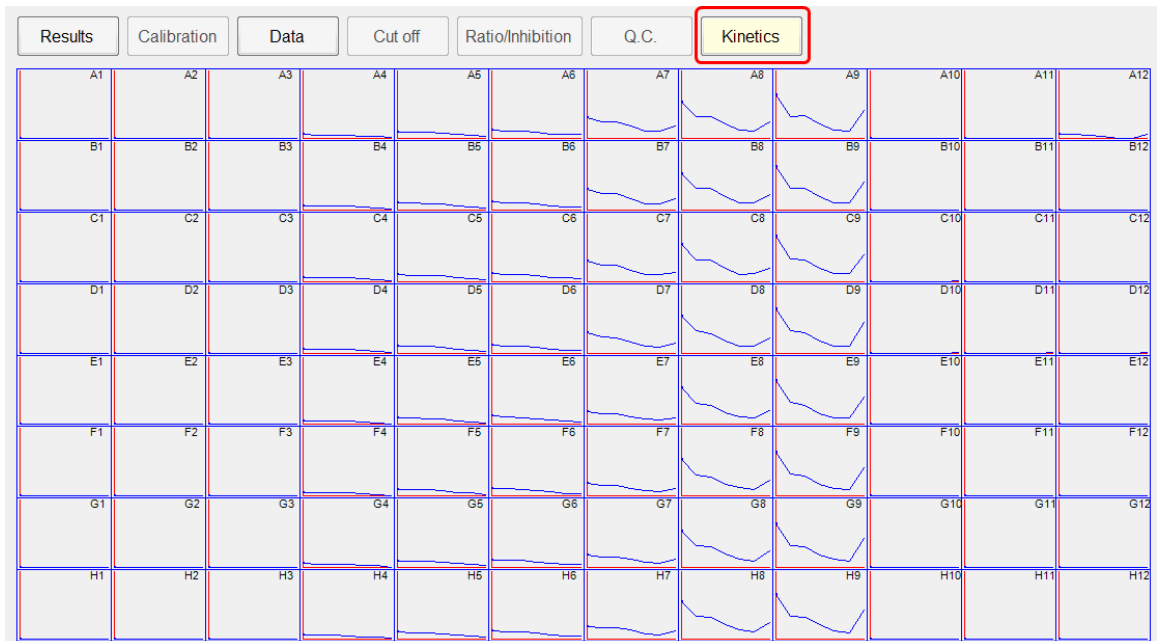 Results Calibration Data Cut off Ratio/Inhibition Q.C. Kinetics
A1 A2 A3 A4 A5 A6 A7 A8 A9 A10 A11 A12
B1 B2 B3 B4 B5 B6 B7 B8 B9 B10 B11 B12
C1 C2 C3 C4 C5 C6 C7 C8 C9 C10 C11 C12
D1 D2 D3 D4 D5 D6 D7 D8 D9 D10 D11 D12
E1 E2 E3 E4 E5 E6 E7 E8 E9 E10 E11 E12
F1 F2 F3 F4 F5 F6 F7 F8 F9 F10 F11 F12
G1 G2 G3 G4 G5 G6 G7 G8 G9 G10 G11 G12
H1 H2 H3 H4 H5 H6 H7 H8 H9 H10 H11 H12